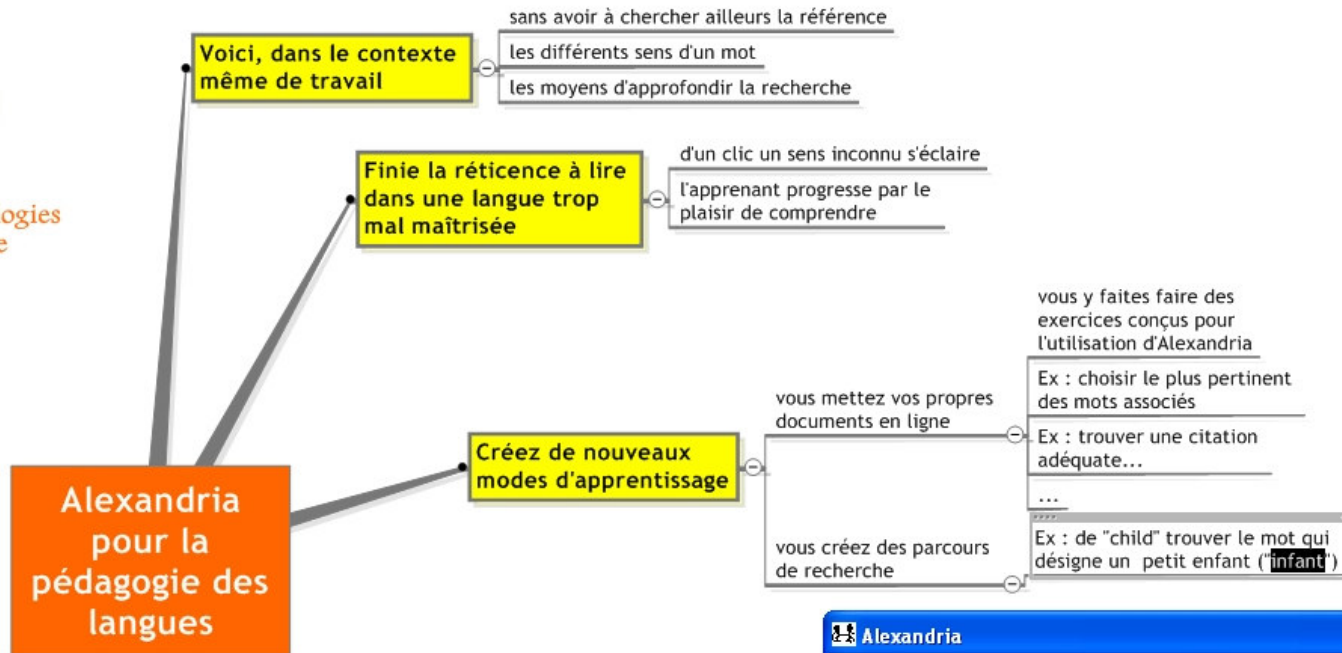 sans avoir à chercher ailleurs la référence
Voici, dans le contexte
même de travail
les différents sens d'un mot
les moyens d'approfondir la recherche
Finie la réticence à lire
dans une langue trop
mal maîtrisée
d'un clic un sens inconnu s'éclaire
l'apprenant progresse par le
plaisir de comprendre
Créez de nouveaux
modes d'apprentissage
vous mettez vos propres
documents en ligne
vous y faites faire des
exercices conçus pour
l'utilisation d'Alexandria
Ex : choisir le plus pertinent
des mots associés
Ex : trouver une citation
adéquate...
...
vous créez des parcours
de recherche
Ex : de "child" trouver le mot qui
désigne un petit enfant ("infant")
Alexandria
pour la
pédagogie des
langues
Alexandria